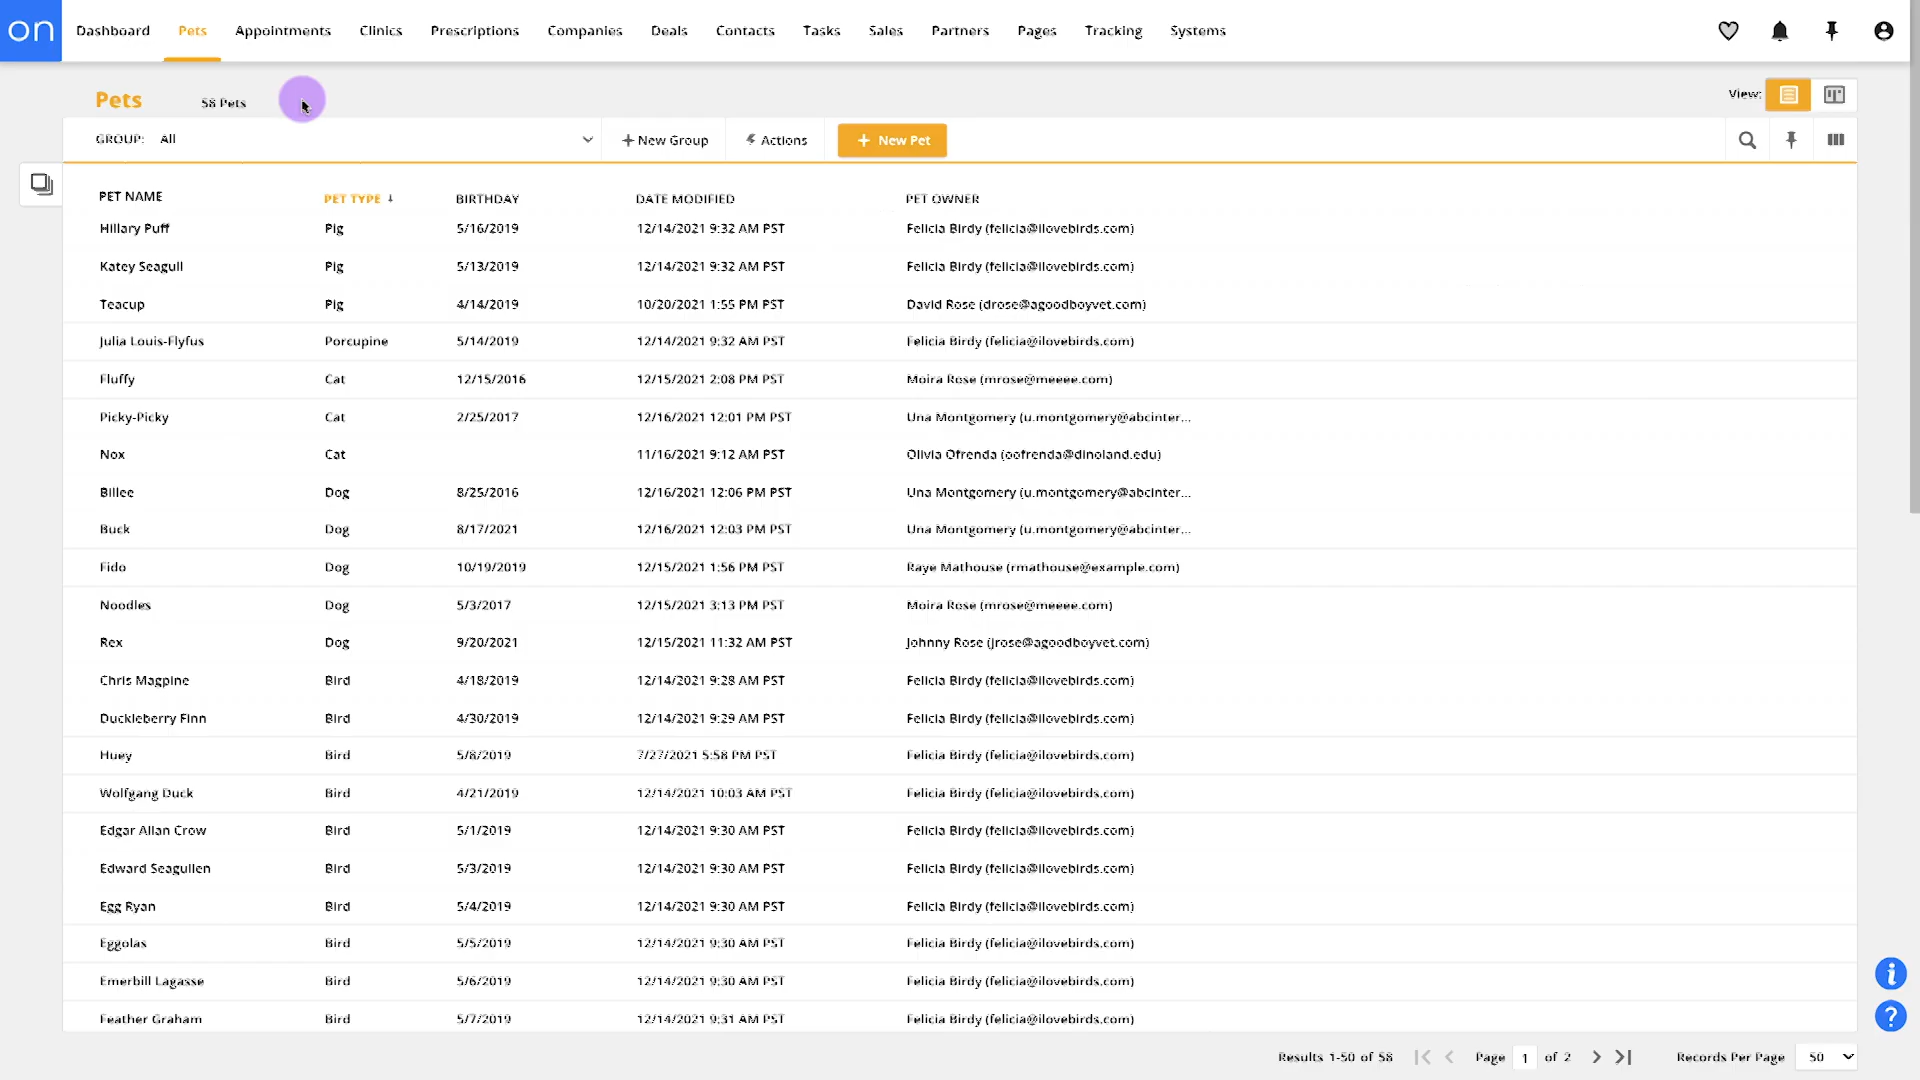 on Dashboard Pets Appointments Clinics Prescriptions Companies Deals Contacts Tasks Sales Partners Pages Tracking Systems
Pets 58 Pets View:
GROUP: All + New Group Actions + New Pet
PET NAME PET TYPE ↓ BIRTHDAY DATE MODIFIED PET OWNER
Hillary Puff Pig 5/16/2019 12/14/2021 9:32 AM PST Felicia Birdy (felicia@ilovebirds.com)
Katey Seagull Pig 5/13/2019 12/14/2021 9:32 AM PST Felicia Birdy (felicia@ilovebirds.com)
Teacup Pig 4/14/2019 10/20/2021 1:55 PM PST David Rose (drose@agoodboyvet.com)
Julia Louis-Flyfus Porcupine 5/14/2019 12/14/2021 9:32 AM PST Felicia Birdy (felicia@ilovebirds.com)
Fluffy Cat 12/15/2016 12/15/2021 2:08 PM PST Moira Rose (mrose@meeee.com)
Picky-Picky Cat 2/25/2017 12/16/2021 12:01 PM PST Una Montgomery (u.montgomery@abcinter...
Nox Cat 11/16/2021 9:12 AM PST Olivia Ofrenda (oofrenda@dinoland.edu)
Billee Dog 8/25/2016 12/16/2021 12:06 PM PST Una Montgomery (u.montgomery@abcinter...
Buck Dog 8/17/2021 12/16/2021 12:03 PM PST Una Montgomery (u.montgomery@abcinter...
Fido Dog 10/19/2019 12/15/2021 1:56 PM PST Raye Mathouse (rmathouse@example.com)
Noodles Dog 5/3/2017 12/15/2021 3:13 PM PST Moira Rose (mrose@meeee.com)
Rex Dog 9/20/2021 12/15/2021 11:32 AM PST Johnny Rose (jrose@agoodboyvet.com)
Chris Magpine Bird 4/18/2019 12/14/2021 9:28 AM PST Felicia Birdy (felicia@ilovebirds.com)
Duckleberry Finn Bird 4/30/2019 12/14/2021 9:29 AM PST Felicia Birdy (felicia@ilovebirds.com)
Huey Bird 5/8/2019 7/27/2021 5:58 PM PST Felicia Birdy (felicia@ilovebirds.com)
Wolfgang Duck Bird 4/21/2019 12/14/2021 10:03 AM PST Felicia Birdy (felicia@ilovebirds.com)
Edgar Allan Crow Bird 5/1/2019 12/14/2021 9:30 AM PST Felicia Birdy (felicia@ilovebirds.com)
Edward Seagullen Bird 5/3/2019 12/14/2021 9:30 AM PST Felicia Birdy (felicia@ilovebirds.com)
Egg Ryan Bird 5/4/2019 12/14/2021 9:30 AM PST Felicia Birdy (felicia@ilovebirds.com)
Eggolas Bird 5/5/2019 12/14/2021 9:30 AM PST Felicia Birdy (felicia@ilovebirds.com)
Emerbill Lagasse Bird 5/6/2019 12/14/2021 9:30 AM PST Felicia Birdy (felicia@ilovebirds.com)
Feather Graham Bird 5/7/2019 12/14/2021 9:31 AM PST Felicia Birdy (felicia@ilovebirds.com)
Results 1-50 of 58 Page 1 of 2 Records Per Page 50